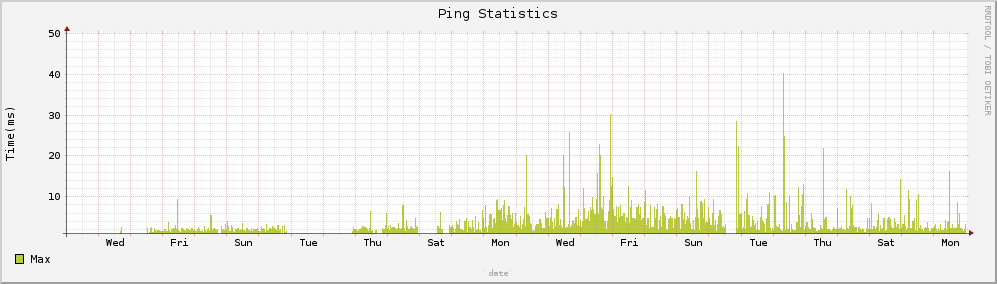 Ping Statistics
RRDTOOL / TOBI OETIKER
Time(ms)
50
40
30
20
10
Wed Fri Sun Tue Thu Sat Mon Wed Fri Sun Tue Thu Sat Mon
Max
`date`